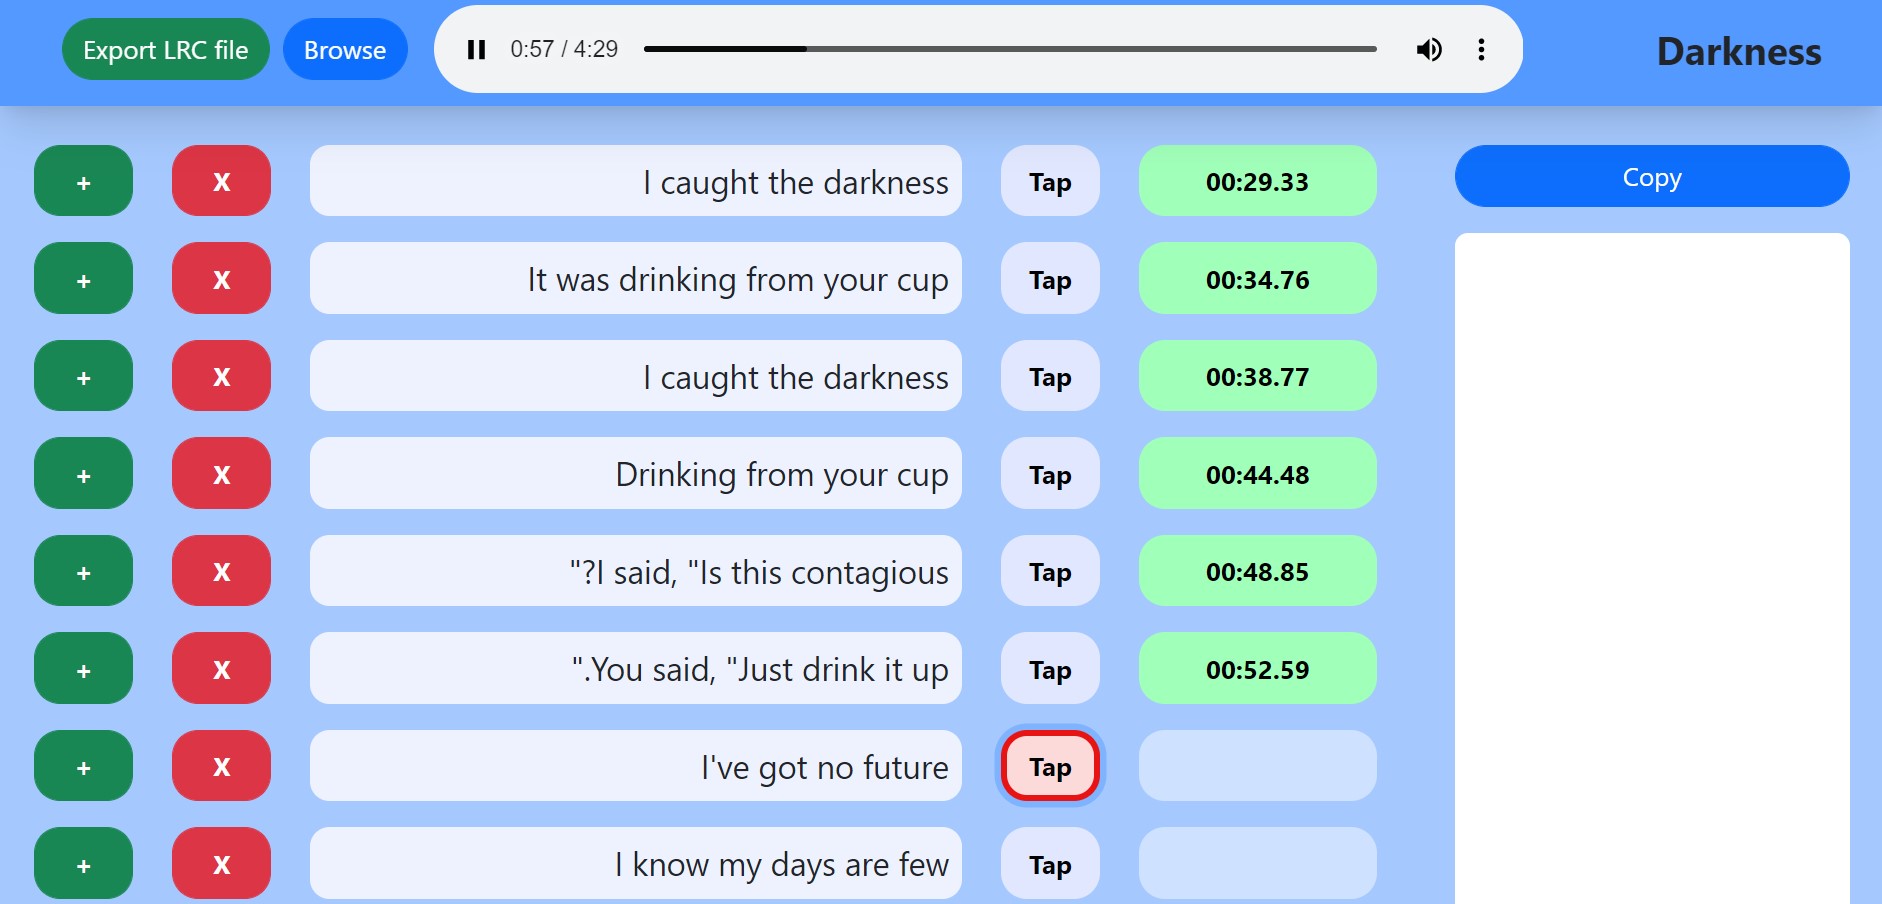 Export LRC file Browse 0:57 / 4:29 Darkness
+ X I caught the darkness Tap 00:29.33 Copy
+ X It was drinking from your cup Tap 00:34.76
+ X I caught the darkness Tap 00:38.77
+ X Drinking from your cup Tap 00:44.48
+ X "?I said, "Is this contagious Tap 00:48.85
+ X ".You said, "Just drink it up Tap 00:52.59
+ X I've got no future Tap
+ X I know my days are few Tap